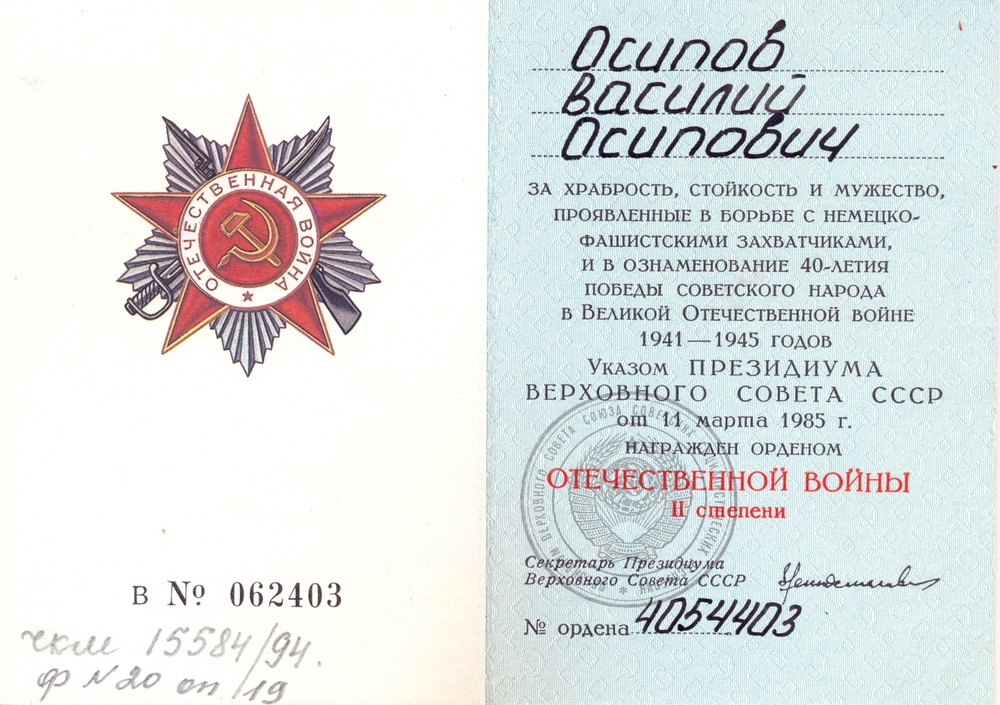 ОТЕЧЕСТВЕННАЯ ВОЙНА
В № 062403
чкм 15584/94.
Ф N 20 оп /19
Осипов
Василий
Осипович
ЗА ХРАБРОСТЬ, СТОЙКОСТЬ И МУЖЕСТВО,
ПРОЯВЛЕННЫЕ В БОРЬБЕ С НЕМЕЦКО-
ФАШИСТСКИМИ ЗАХВАТЧИКАМИ,
И В ОЗНАМЕНОВАНИЕ 40-ЛЕТИЯ
ПОБЕДЫ СОВЕТСКОГО НАРОДА
В ВЕЛИКОЙ ОТЕЧЕСТВЕННОЙ ВОЙНЕ
1941—1945 ГОДОВ
УКАЗОМ ПРЕЗИДИУМА
ВЕРХОВНОГО СОВЕТА СССР
от 11 марта 1985 г.
НАГРАЖДЕН ОРДЕНОМ
ОТЕЧЕСТВЕННОЙ ВОЙНЫ
II степени
Секретарь Президиума
Верховного Совета СССР
№ ордена 4054403